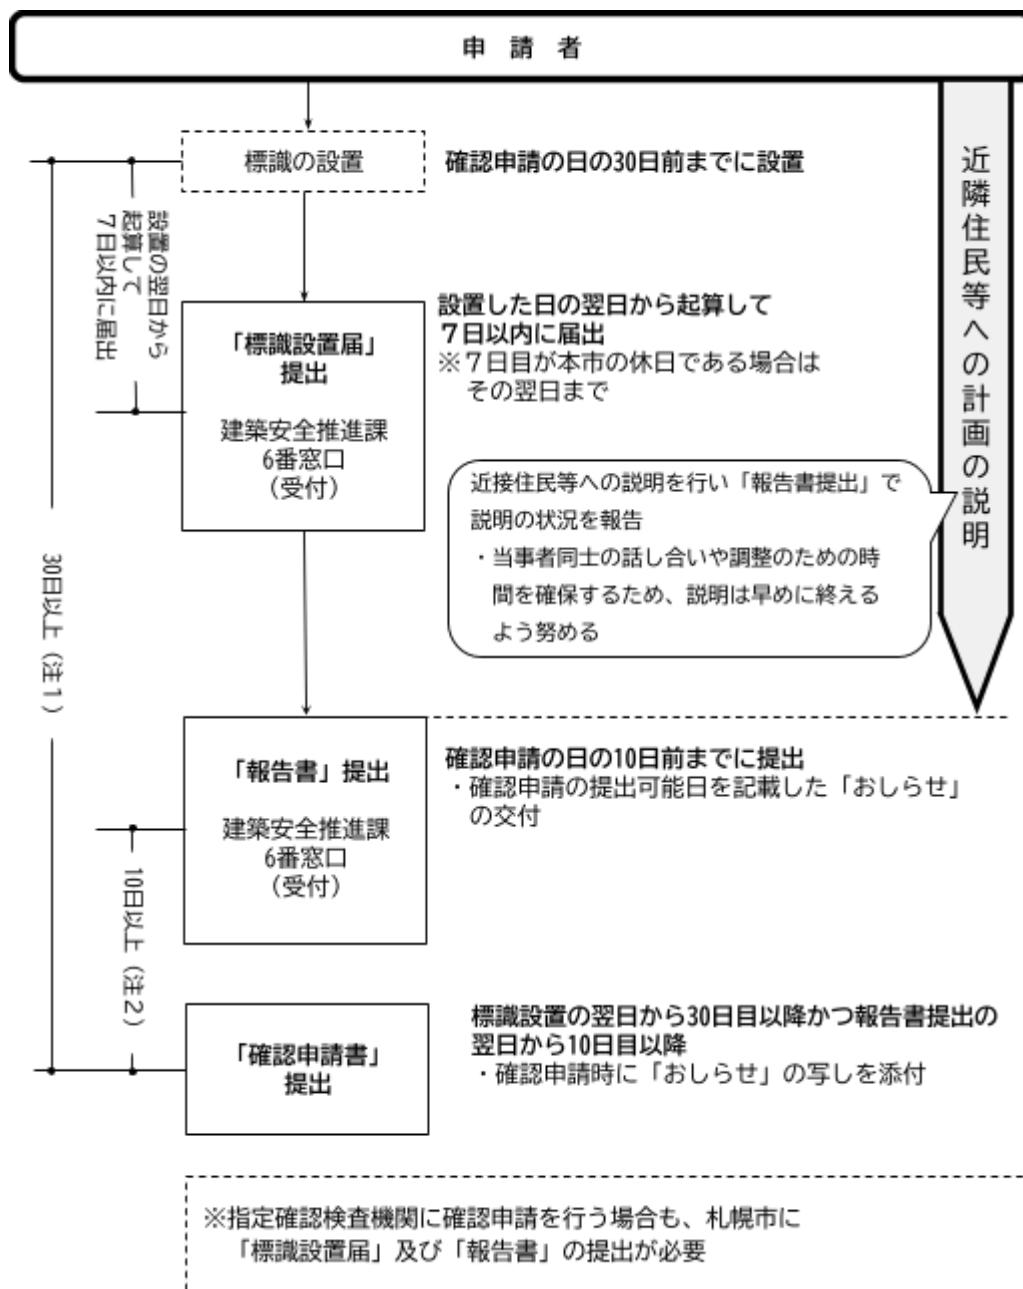 申請者
標識の設置
確認申請の日の30日前までに設置
設置の翌日から
起算して
7日以内に届出
「標識設置届」
提出
建築安全推進課
6番窓口
(受付)
設置した日の翌日から起算して
７日以内に届出
※７日目が本市の休日である場合は
その翌日まで
近隣住民等への計画の説明
近接住民等への説明を行い「報告書提出」で
説明の状況を報告
・当事者同士の話し合いや調整のための時
間を確保するため、説明は早めに終える
よう努める
30日以上（注１）
「報告書」提出
建築安全推進課
6番窓口
（受付）
確認申請の日の10日前までに提出
・確認申請の提出可能日を記載した「おしらせ」
の交付
10日以上（注２）
「確認申請書」
提出
標識設置の翌日から30日目以降かつ報告書提出の
翌日から10日目以降
・確認申請時に「おしらせ」の写しを添付
※指定確認検査機関に確認申請を行う場合も、札幌市に
「標識設置届」及び「報告書」の提出が必要